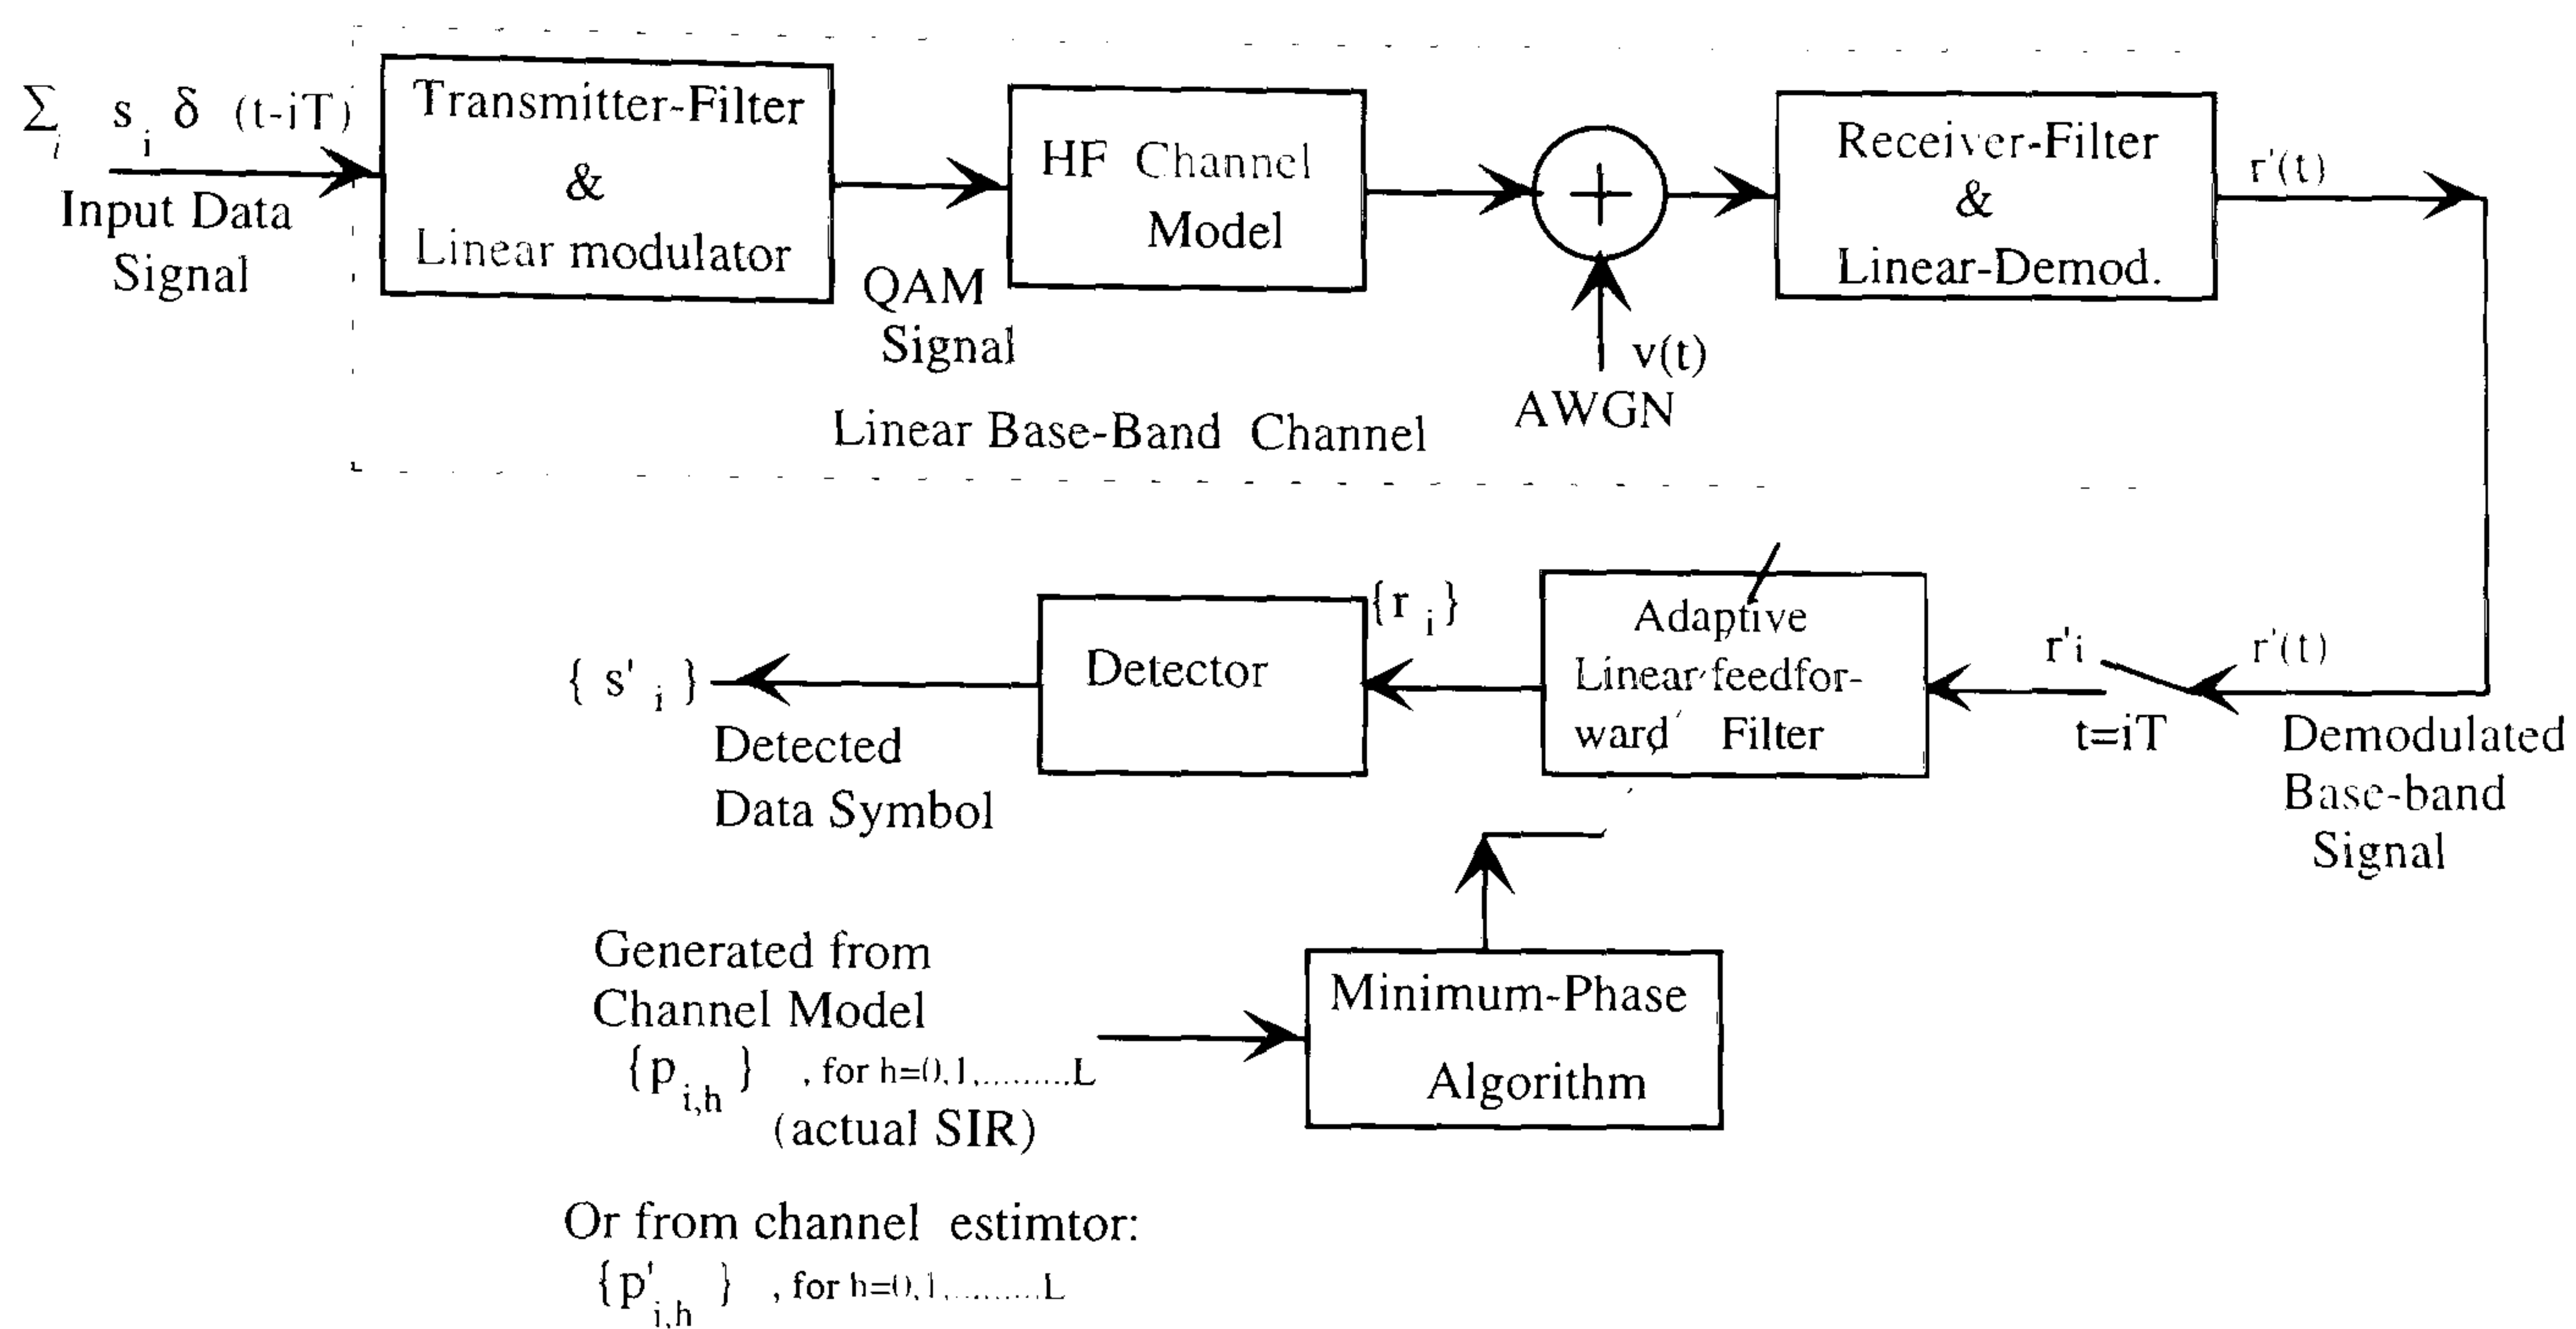 Σ i s i δ (t-iT)
Input Data
Signal
Transmitter-Filter
&
Linear modulator
QAM
Signal
HF Channel
Model
+
v(t)
AWGN
Receiver-Filter
&
Linear-Demod.
r'(t)
Linear Base-Band Channel
r'(t)
Demodulated
Base-band
Signal
r'i
t=iT
Adaptive
Linear feedfor-
ward Filter
{r i}
Detector
{ s' i }
Detected
Data Symbol
Minimum-Phase
Algorithm
Generated from
Channel Model
{p i,h } , for h=0,1,.........L
(actual SIR)
Or from channel estimtor:
{p' i,h } , for h=0,1..........L